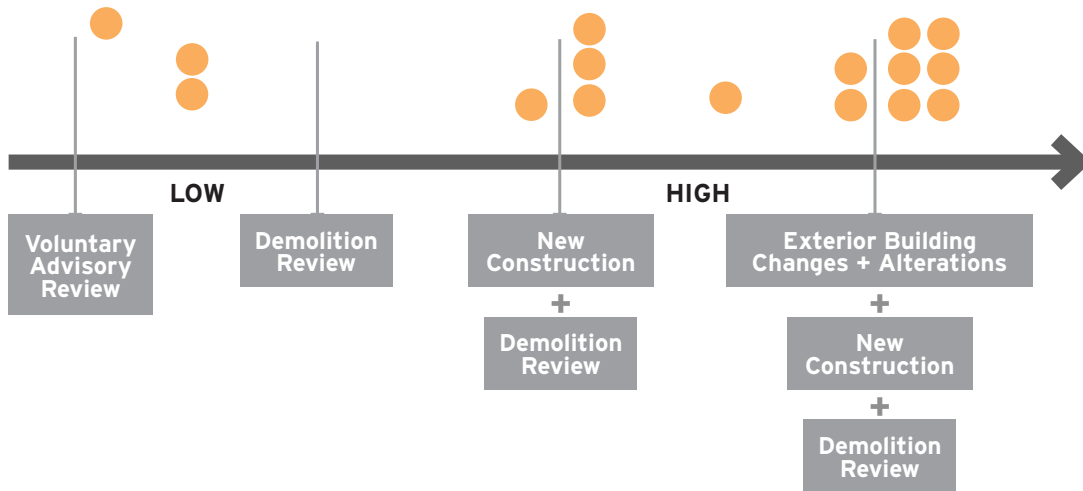 LOW
HIGH
Voluntary
Advisory
Review
Demolition
Review
New
Construction
+
Demolition
Review
Exterior Building
Changes + Alterations
+
New
Construction
+
Demolition
Review